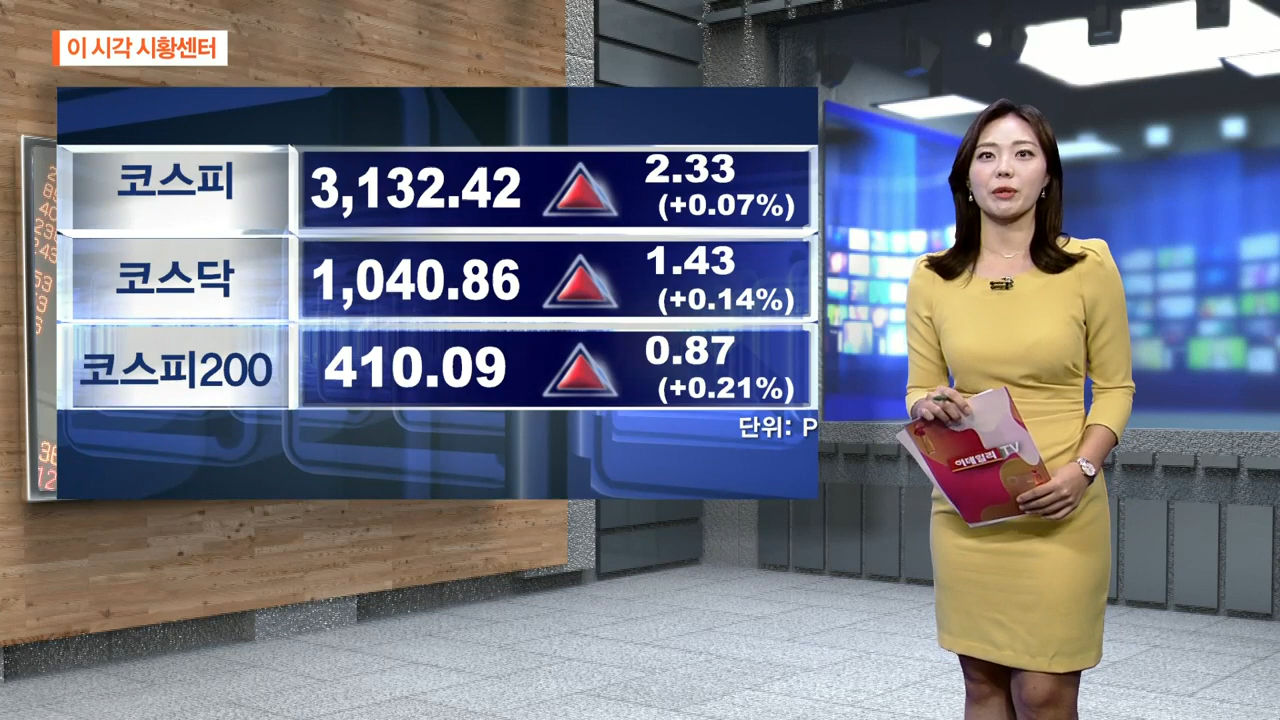 이 시각 시황센터
코스피 3,132.42 ▲ 2.33 (+0.07%)
코스닥 1,040.86 ▲ 1.43 (+0.14%)
코스피200 410.09 ▲ 0.87 (+0.21%)
단위: P
이데일리 TV